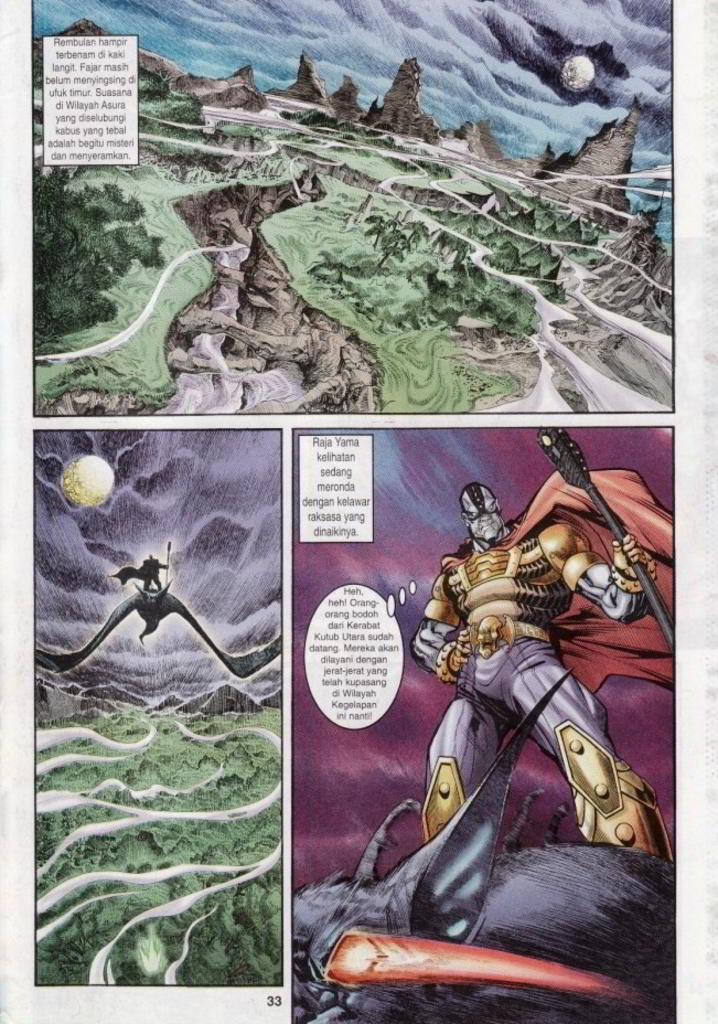 Rembulan hampir
terbenam di kaki
langit. Fajar masih
belum menyingsing di
ufuk timur. Suasana
di Wilayah Asura
yang diselubungi
kabus yang tebal
adalah begitu misteri
dan menyeramkan.
Raja Yama
kelihatan
sedang
meronda
dengan kelawar
raksasa yang
dinaikinya.
Heh,
heh! Orang-
orang bodoh
dari Kerabat
Kutub Utara sudah
datang. Mereka akan
dilayani dengan
jerat-jerat yang
telah kupasang
di Wilayah
Kegelapan
ini nanti!
33